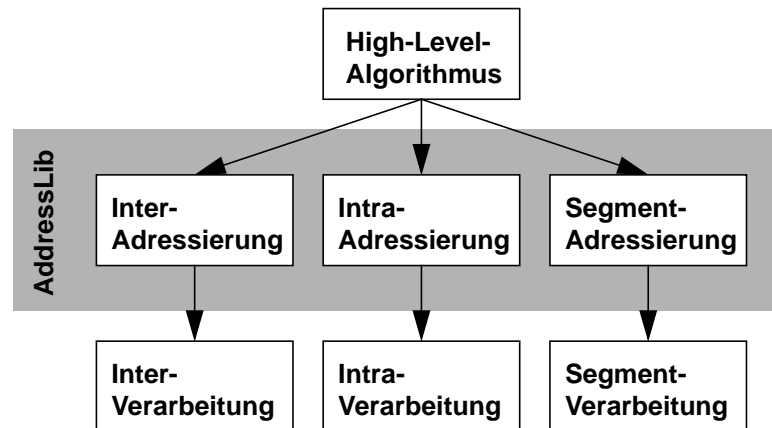 High-Level-
Algorithmus
AddressLib
Inter-
Adressierung
Intra-
Adressierung
Segment-
Adressierung
Inter-
Verarbeitung
Intra-
Verarbeitung
Segment-
Verarbeitung